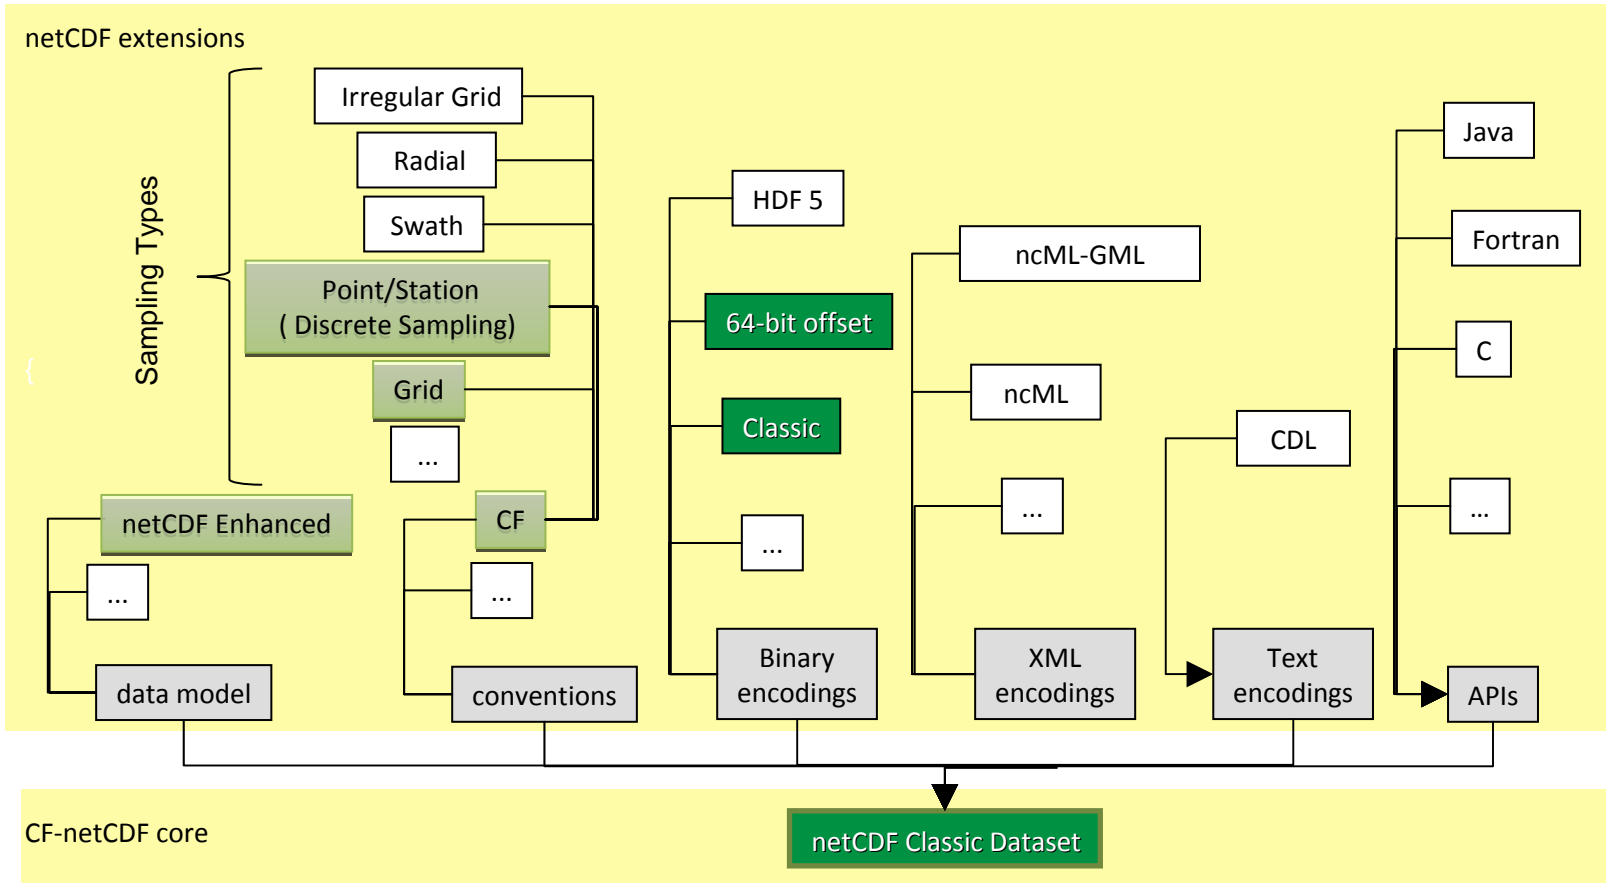 netCDF extensions
Sampling Types
{
Irregular Grid
Radial
Swath
Point/Station
( Discrete Sampling)
Grid
...
netCDF Enhanced
...
data model
CF
...
conventions
HDF 5
64-bit offset
Classic
...
Binary
encodings
ncML-GML
ncML
...
XML
encodings
CDL
Text
encodings
Java
Fortran
C
...
APIs
CF-netCDF core
netCDF Classic Dataset